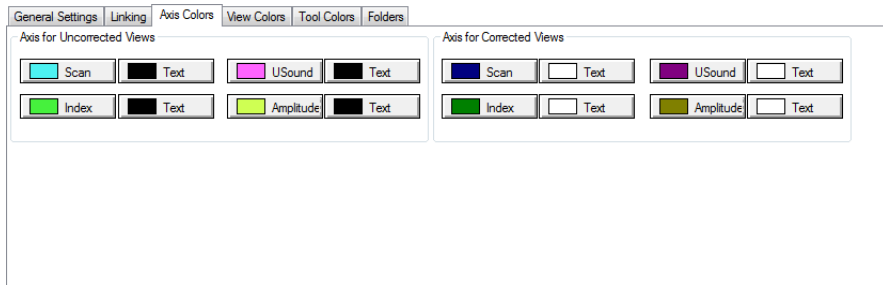 General Settings Linking Axis Colors View Colors Tool Colors Folders
Axis for Uncorrected Views Axis for Corrected Views
Scan Text USound Text Scan Text USound Text
Index Text Amplitude Text Index Text Amplitude Text